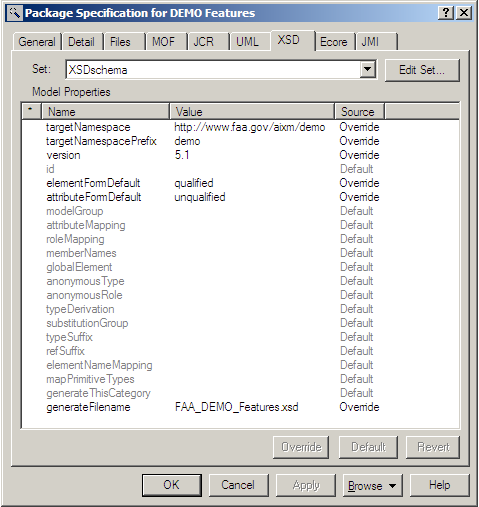 Package Specification for DEMO Features
General Detail Files MOF JCR UML XSD Ecore JMI
Set: XSDschema Edit Set...
Model Properties
* Name Value Source
targetNamespace http://www.faa.gov/aixm/demo Override
targetNamespacePrefix demo Override
version 5.1 Override
id Default
elementFormDefault qualified Override
attributeFormDefault unqualified Override
modelGroup Default
attributeMapping Default
roleMapping Default
memberNames Default
globalElement Default
anonymousType Default
anonymousRole Default
typeDerivation Default
substitutionGroup Default
typeSuffix Default
refSuffix Default
elementNameMapping Default
mapPrimitiveTypes Default
generateThisCategory Default
generateFilename FAA_DEMO_Features.xsd Override
Override Default Revert
OK Cancel Apply Browse Help